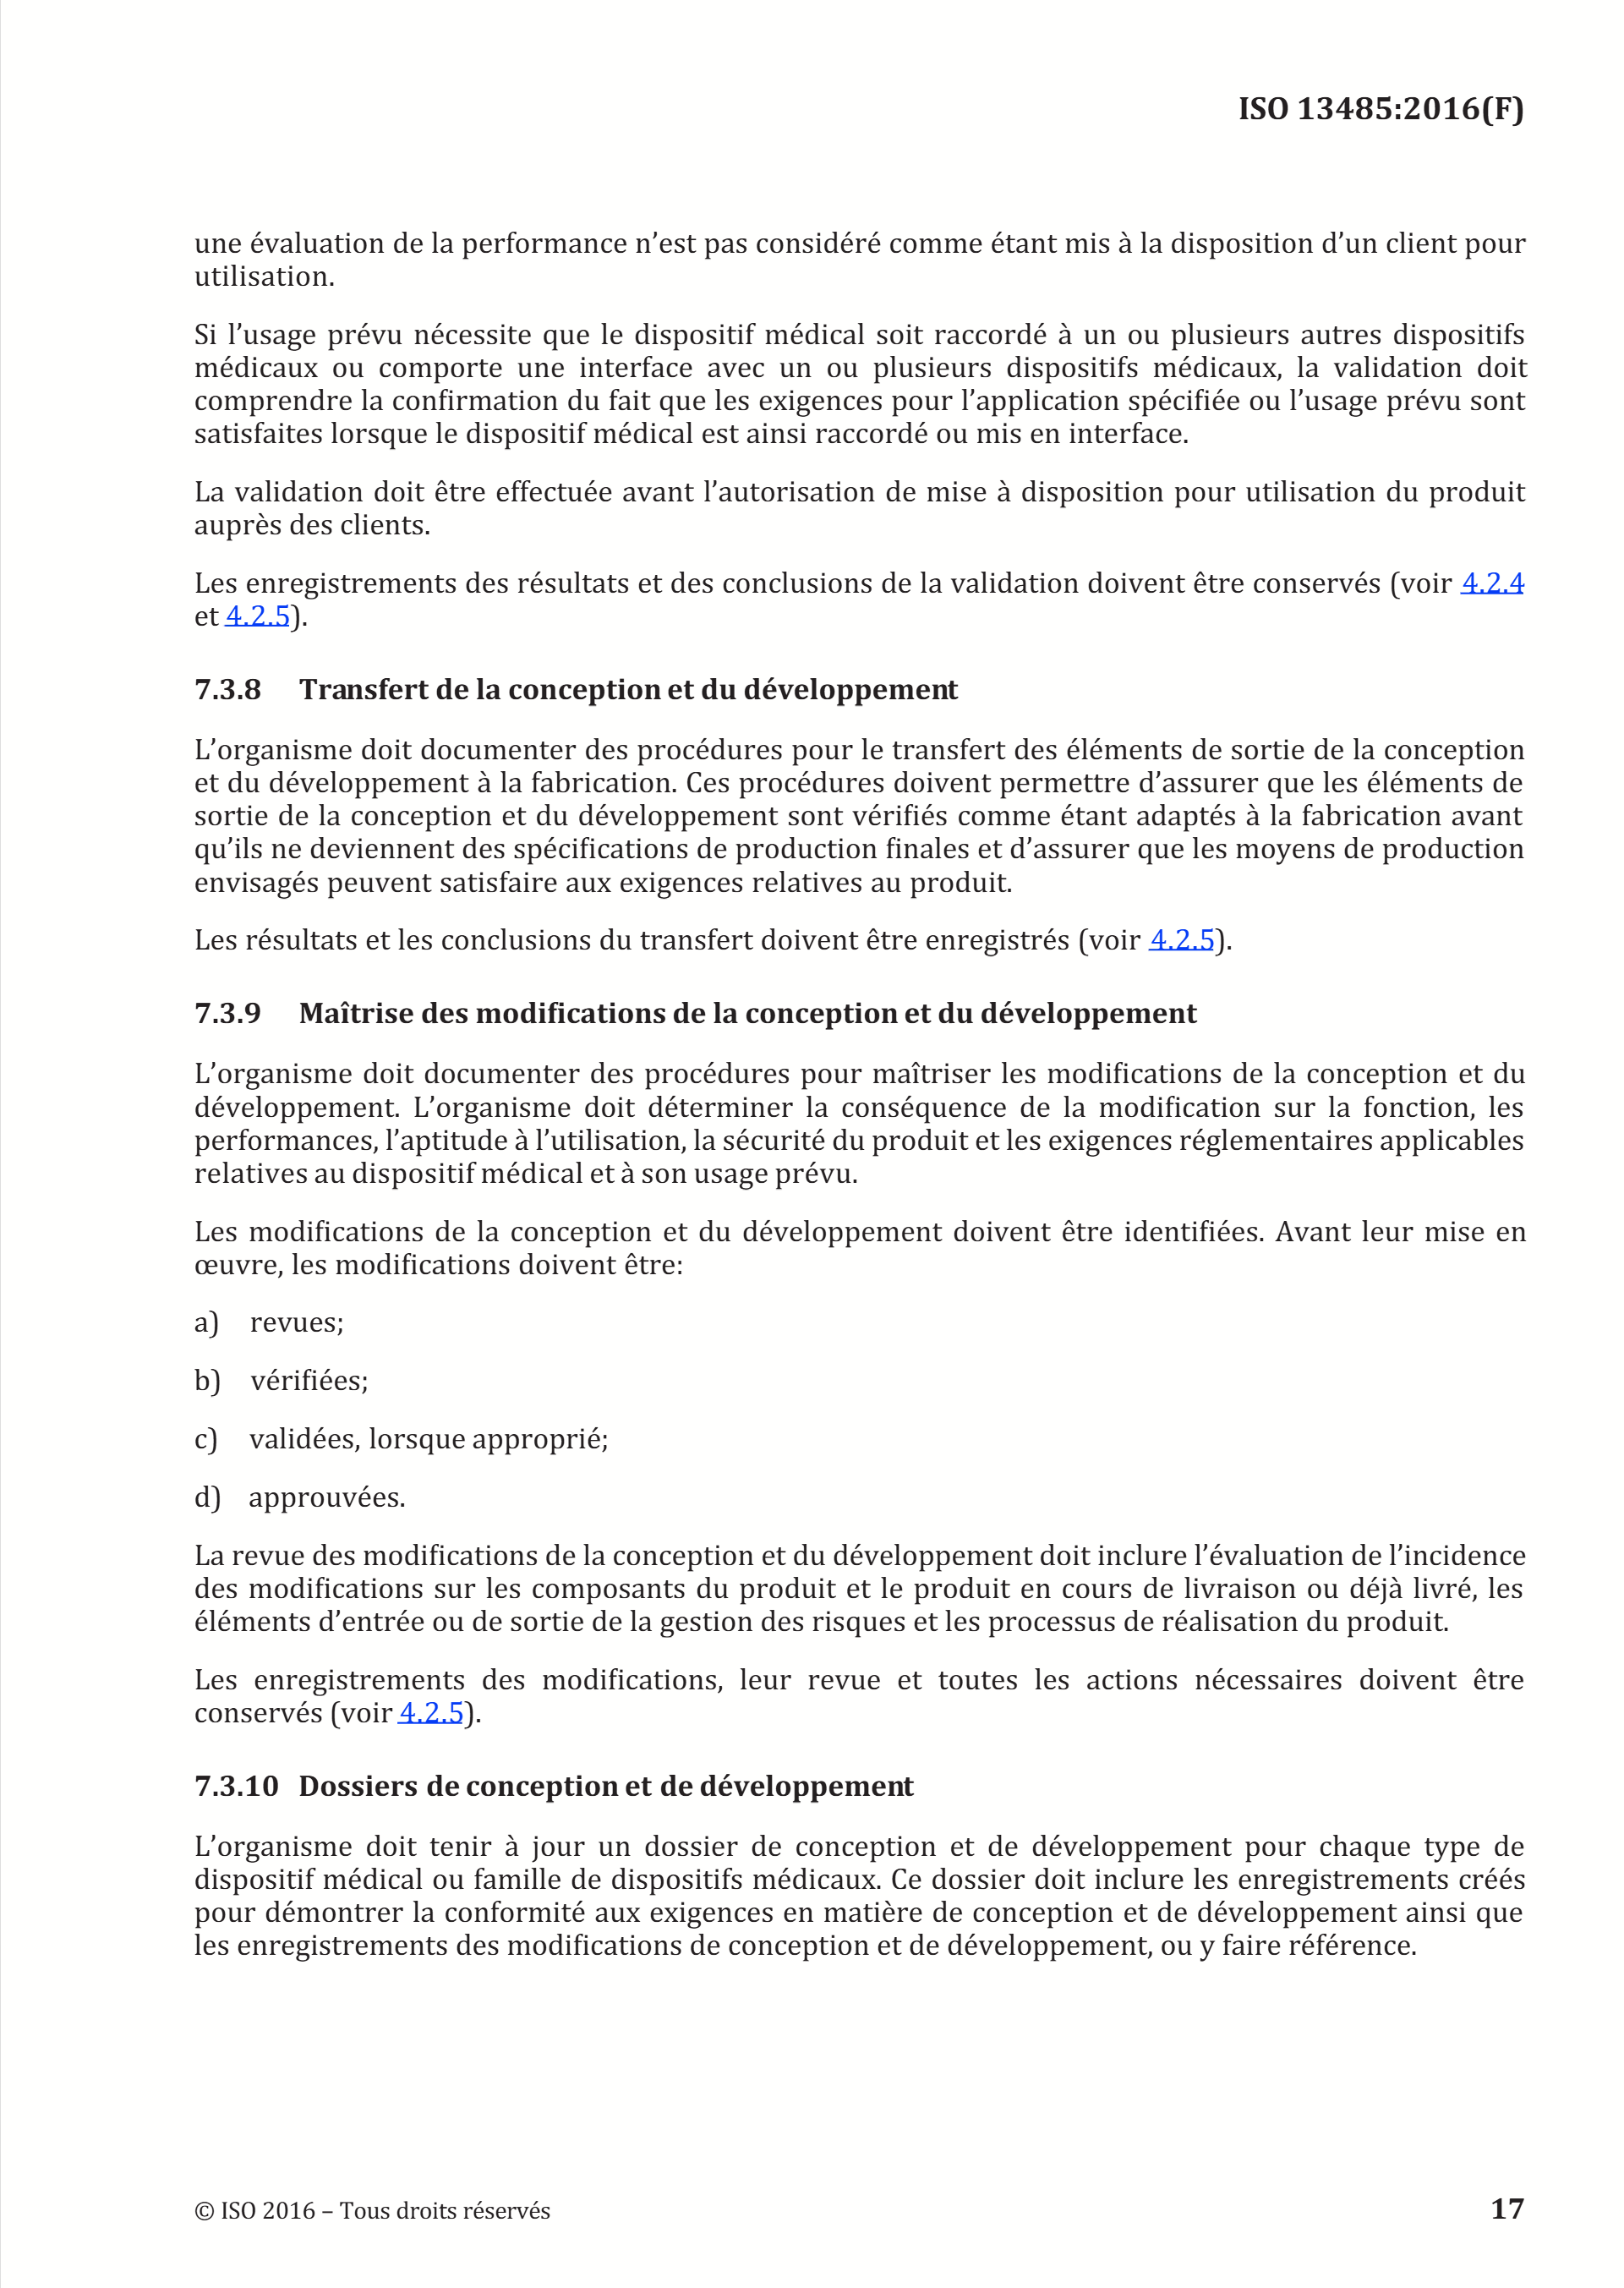 ISO 13485:2016(F)
une évaluation de la performance n’est pas considéré comme étant mis à la disposition d’un client pour
utilisation.
Si l’usage prévu nécessite que le dispositif médical soit raccordé à un ou plusieurs autres dispositifs
médicaux ou comporte une interface avec un ou plusieurs dispositifs médicaux, la validation doit
comprendre la confirmation du fait que les exigences pour l’application spécifiée ou l’usage prévu sont
satisfaites lorsque le dispositif médical est ainsi raccordé ou mis en interface.
La validation doit être effectuée avant l’autorisation de mise à disposition pour utilisation du produit
auprès des clients.
Les enregistrements des résultats et des conclusions de la validation doivent être conservés (voir 4.2.4
et 4.2.5).
7.3.8 Transfert de la conception et du développement
L’organisme doit documenter des procédures pour le transfert des éléments de sortie de la conception
et du développement à la fabrication. Ces procédures doivent permettre d’assurer que les éléments de
sortie de la conception et du développement sont vérifiés comme étant adaptés à la fabrication avant
qu’ils ne deviennent des spécifications de production finales et d’assurer que les moyens de production
envisagés peuvent satisfaire aux exigences relatives au produit.
Les résultats et les conclusions du transfert doivent être enregistrés (voir 4.2.5).
7.3.9 Maîtrise des modifications de la conception et du développement
L’organisme doit documenter des procédures pour maîtriser les modifications de la conception et du
développement. L’organisme doit déterminer la conséquence de la modification sur la fonction, les
performances, l’aptitude à l’utilisation, la sécurité du produit et les exigences réglementaires applicables
relatives au dispositif médical et à son usage prévu.
Les modifications de la conception et du développement doivent être identifiées. Avant leur mise en
œuvre, les modifications doivent être:
a) revues;
b) vérifiées;
c) validées, lorsque approprié;
d) approuvées.
La revue des modifications de la conception et du développement doit inclure l’évaluation de l’incidence
des modifications sur les composants du produit et le produit en cours de livraison ou déjà livré, les
éléments d’entrée ou de sortie de la gestion des risques et les processus de réalisation du produit.
Les enregistrements des modifications, leur revue et toutes les actions nécessaires doivent être
conservés (voir 4.2.5).
7.3.10 Dossiers de conception et de développement
L’organisme doit tenir à jour un dossier de conception et de développement pour chaque type de
dispositif médical ou famille de dispositifs médicaux. Ce dossier doit inclure les enregistrements créés
pour démontrer la conformité aux exigences en matière de conception et de développement ainsi que
les enregistrements des modifications de conception et de développement, ou y faire référence.
© ISO 2016 – Tous droits réservés
17